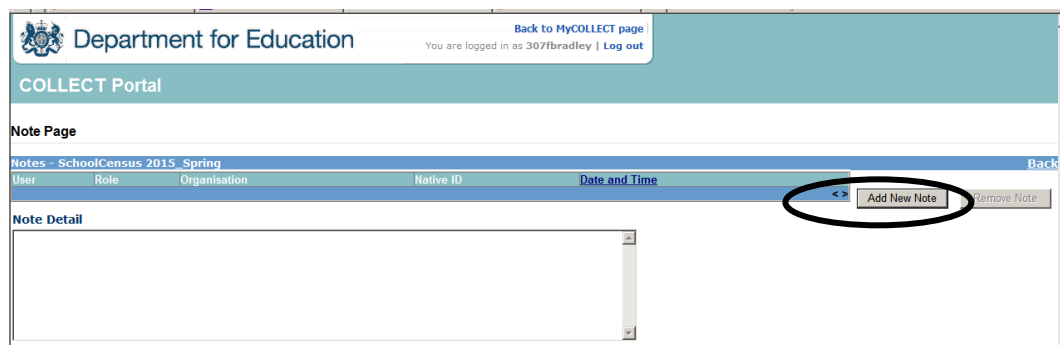 Back to MyCOLLECT page
Department for Education
You are logged in as 307fbradley | Log out
COLLECT Portal
Note Page
Notes - SchoolCensus 2015_Spring Back
User Role Organisation Native ID Date and Time
< > Add New Note Remove Note
Note Detail